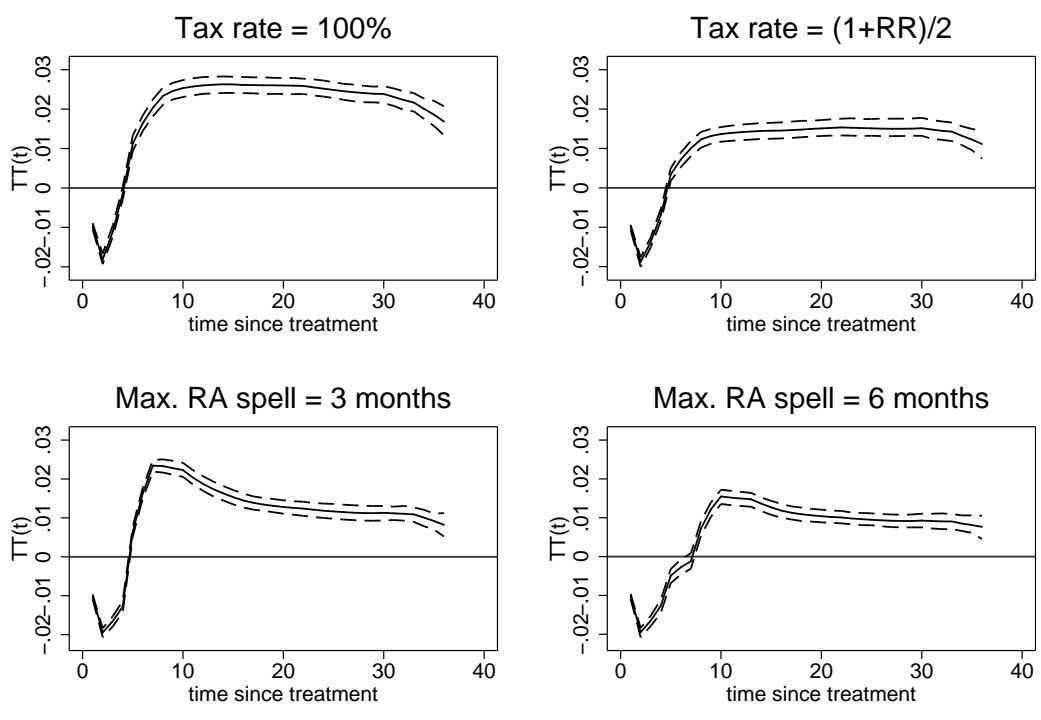 Tax rate = 100%
TT(t)
.03
.02
.01
0
−.01
−.02
0 10 20 30 40
time since treatment
Tax rate = (1+RR)/2
TT(t)
.03
.02
.01
0
−.01
−.02
0 10 20 30 40
time since treatment
Max. RA spell = 3 months
TT(t)
.03
.02
.01
0
−.01
−.02
0 10 20 30 40
time since treatment
Max. RA spell = 6 months
TT(t)
.03
.02
.01
0
−.01
−.02
0 10 20 30 40
time since treatment